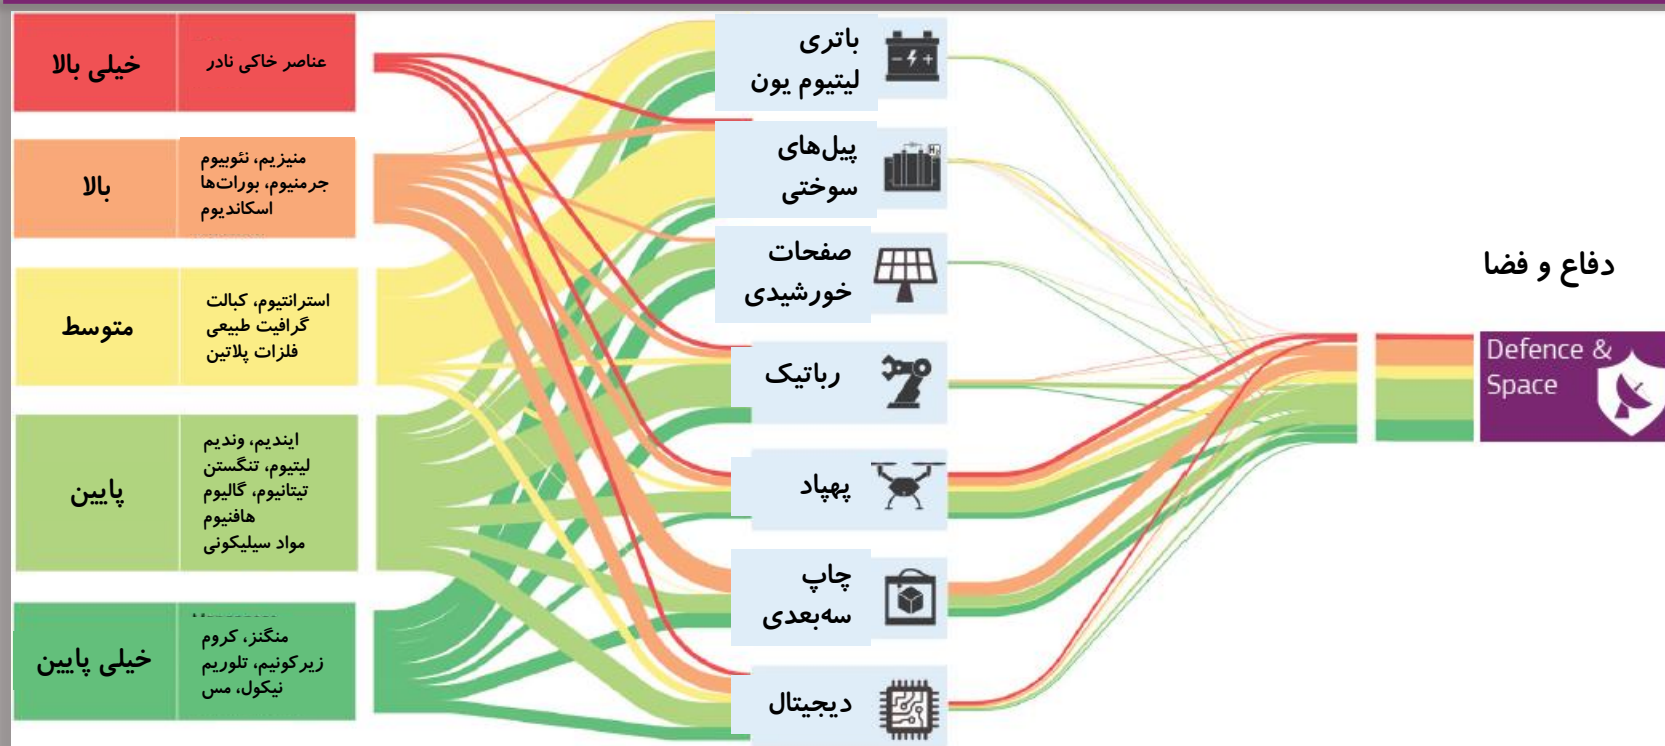 خیلی بالا
عناصر خاکی نادر
بالا
منیزیم، نئوبیوم
جرمنیوم، بورات‌ها
اسکاندیوم
متوسط
استرانتیوم، کبالت
گرافیت طبیعی
فلزات پلاتین
پایین
ایندیم، وندیم
لیتیوم، تنگستن
تیتانیوم، گالیوم
هافنیوم
مواد سیلیکونی
خیلی پایین
منگنز، کروم
زیرکونیم، تلوریم
نیکول، مس
باتری
لیتیوم یون
پیل‌های
سوختی
H₂
صفحات
خورشیدی
رباتیک
پهپاد
چاپ
سه‌بعدی
دیجیتال
دفاع و فضا
Defence &
Space